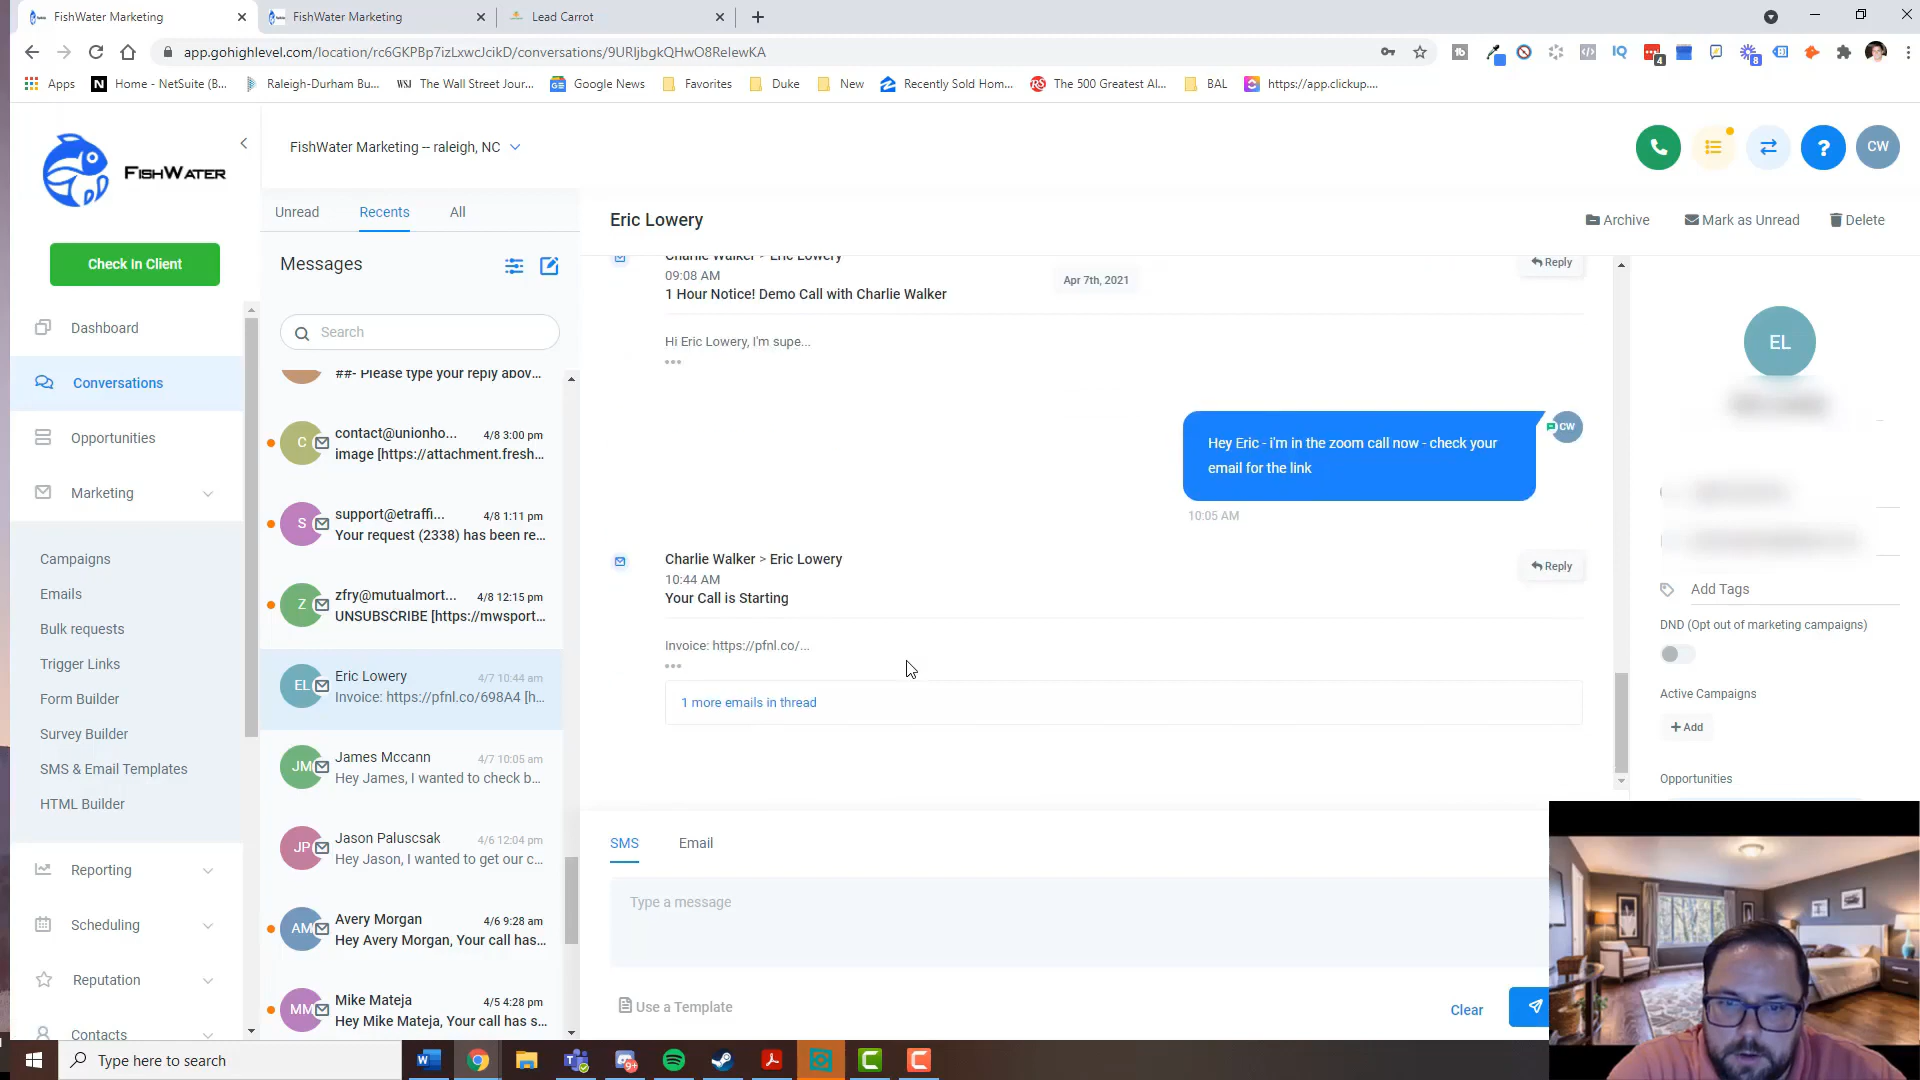 FishWater Marketing
FishWater Marketing
Lead Carrot
app.gohighlevel.com/location/rc6GKPBp7izLxwcJcikD/conversations/9URljbgkQHwO8RelewKA
4
8
Apps
Home - NetSuite (B...
Raleigh-Durham Bu...
WSJ
The Wall Street Jour...
Google News
Favorites
Duke
New
Recently Sold Hom...
The 500 Greatest Al...
BAL
https://app.clickup....
FISHWATER
FishWater Marketing -- raleigh, NC
?
CW
Check In Client
Dashboard
Conversations
Opportunities
Marketing
Campaigns
Emails
Bulk requests
Trigger Links
Form Builder
Survey Builder
SMS & Email Templates
HTML Builder
Reporting
Scheduling
Reputation
Contacts
Unread
Recents
All
Messages
Search
##- Please type your reply abov...
C
contact@unionho...
4/8 3:00 pm
image [https://attachment.fresh...
S
support@etraffi...
4/8 1:11 pm
Your request (2338) has been re...
Z
zfry@mutualmort...
4/8 12:15 pm
UNSUBSCRIBE [https://mwsport...
EL
Eric Lowery
4/7 10:44 am
Invoice: https://pfnl.co/698A4 [h...
JM
James Mccann
4/7 10:05 am
Hey James, I wanted to check b...
JP
Jason Paluscsak
4/6 12:04 pm
Hey Jason, I wanted to get our c...
AM
Avery Morgan
4/6 9:28 am
Hey Avery Morgan, Your call has...
MM
Mike Mateja
4/5 4:28 pm
Hey Mike Mateja, Your call has s...
Eric Lowery
Archive
Mark as Unread
Delete
Charlie Walker > Eric Lowery
09:08 AM
Reply
Apr 7th, 2021
1 Hour Notice! Demo Call with Charlie Walker
Hi Eric Lowery, I'm supe...
Hey Eric - i'm in the zoom call now - check your
email for the link
CW
10:05 AM
Charlie Walker > Eric Lowery
10:44 AM
Reply
Your Call is Starting
Invoice: https://pfnl.co/...
1 more emails in thread
SMS
Email
Type a message
Use a Template
Clear
EL
Add Tags
DND (Opt out of marketing campaigns)
Active Campaigns
+ Add
Opportunities
Type here to search